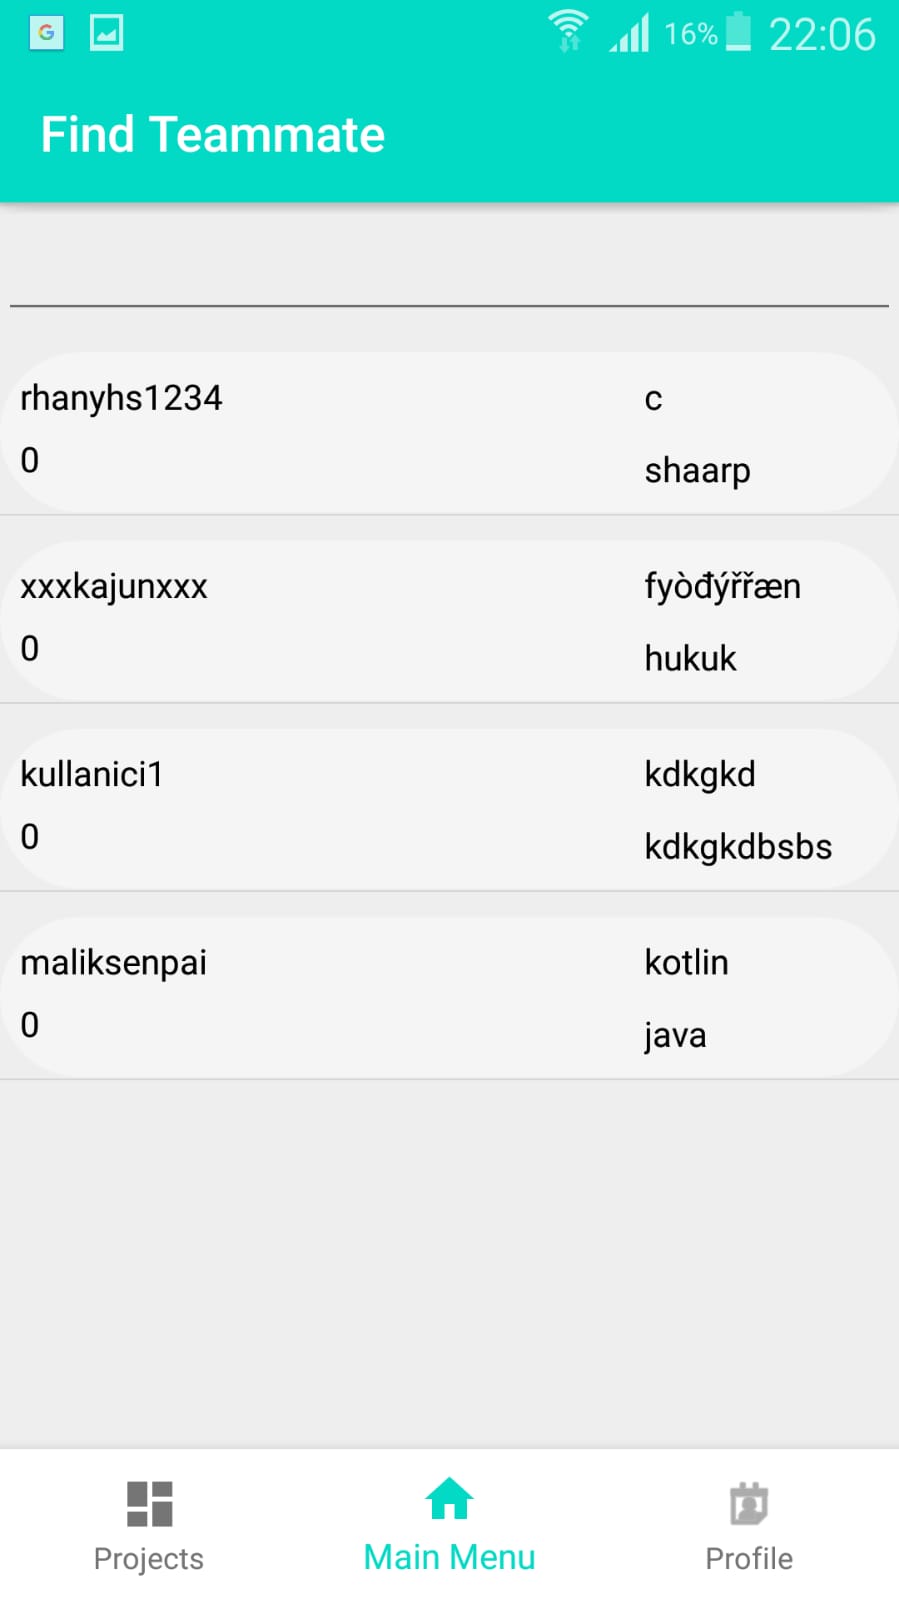 16% 22:06
Find Teammate
rhanyhs1234 c
0 shaarp
xxxkajunxxx fyòđýřřæn
0 hukuk
kullanici1 kdkgkd
0 kdkgkdbsbs
maliksenpai kotlin
0 java
Projects Main Menu Profile